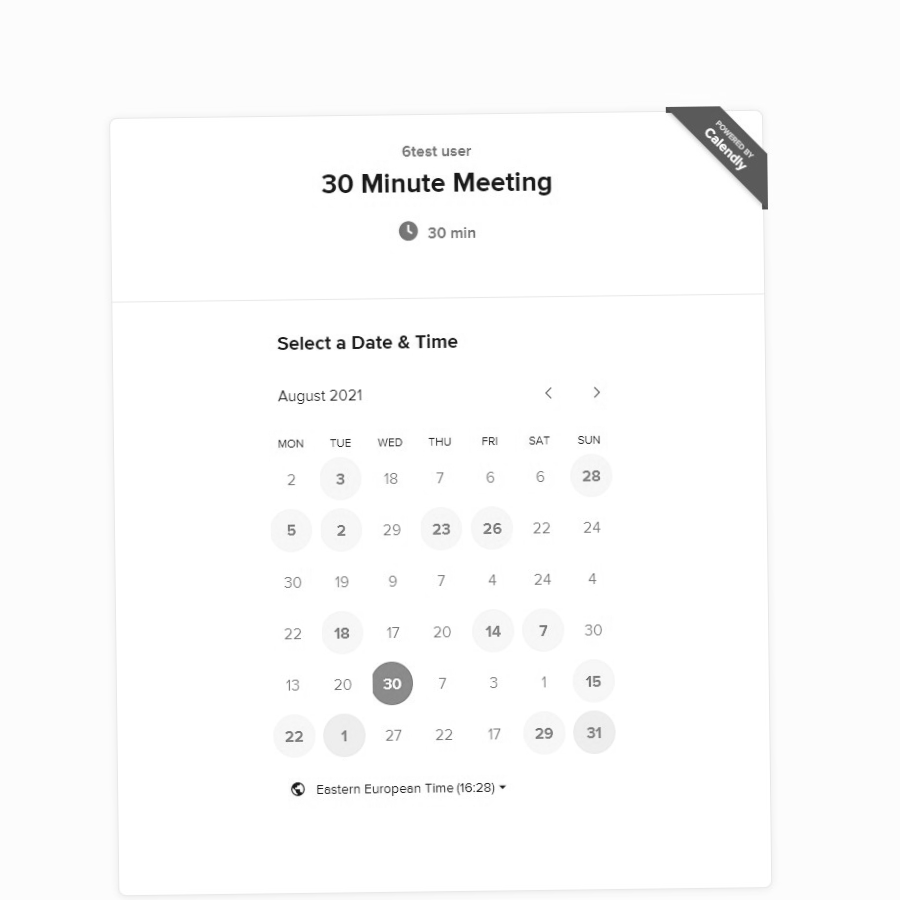 POWERED BY
Calendly
6test user
30 Minute Meeting
30 min
Select a Date & Time
August 2021
MON TUE WED THU FRI SAT SUN
2 3 18 7 6 6 28
5 2 29 23 26 22 24
30 19 9 7 4 24 4
22 18 17 20 14 7 30
13 20 30 7 3 1 15
22 1 27 22 17 29 31
Eastern European Time (16:28)